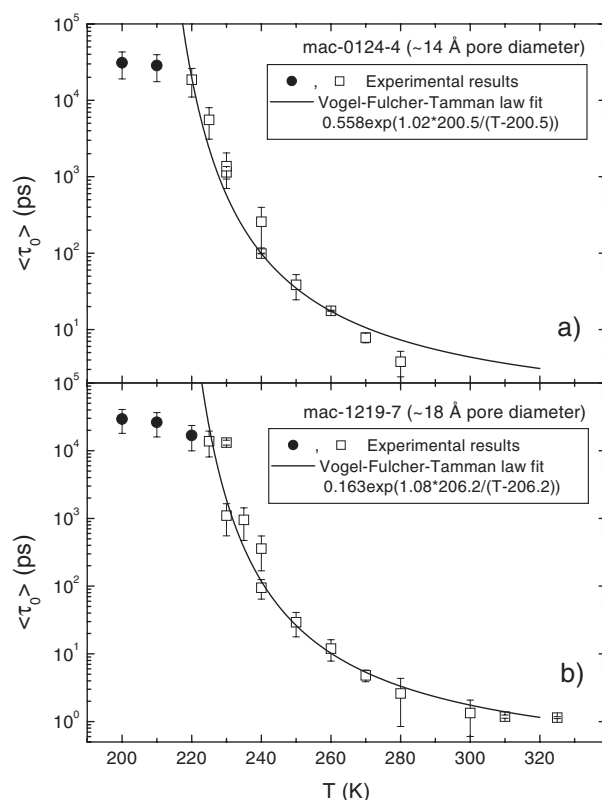 10^5
mac-0124-4 (~14 Å pore diameter)
, Experimental results
Vogel-Fulcher-Tamman law fit
0.558exp(1.02*200.5/(T-200.5))
10^4
10^3
<τ_0> (ps)
10^2
10^1
a)
10^5
mac-1219-7 (~18 Å pore diameter)
, Experimental results
Vogel-Fulcher-Tamman law fit
0.163exp(1.08*206.2/(T-206.2))
10^4
10^3
<τ_0> (ps)
10^2
10^1
b)
10^0
200 220 240 260 280 300 320
T (K)